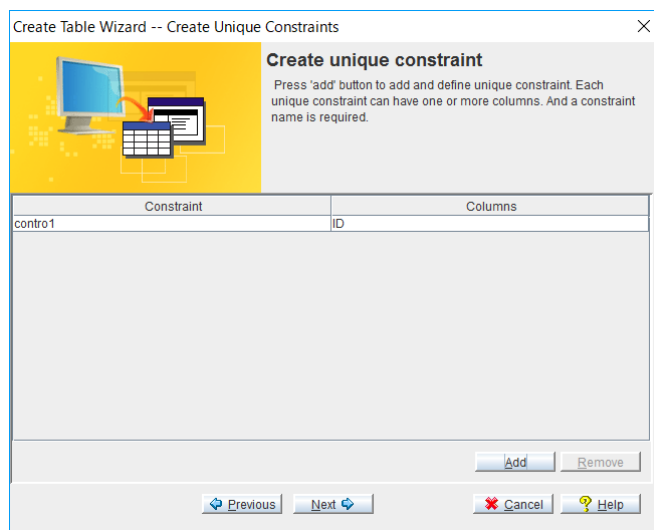 Create Table Wizard -- Create Unique Constraints
Create unique constraint
Press 'add' button to add and define unique constraint. Each
unique constraint can have one or more columns. And a constraint
name is required.
Constraint Columns
contro1 ID
Add Remove
Previous Next Cancel Help